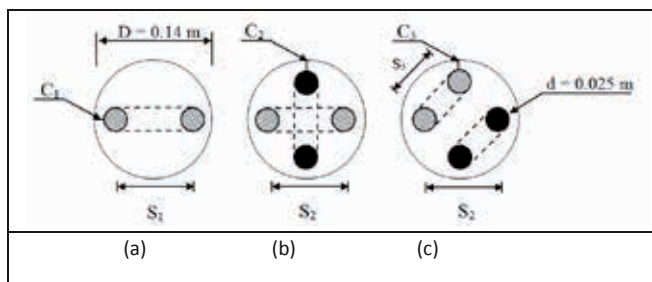 D = 0.14 m
C₂
C₃
S₃
C₁
d = 0.025 m
S₁
S₂
S₂
(a)
(b)
(c)